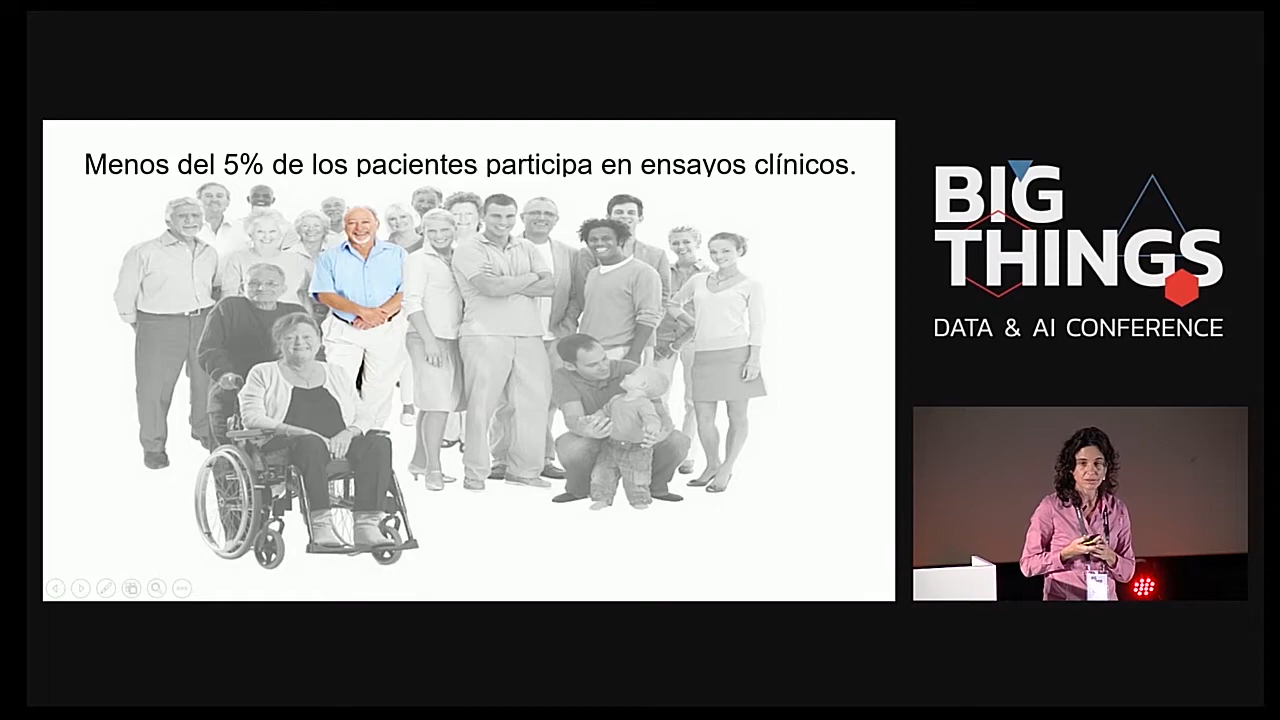 Menos del 5% de los pacientes participa en ensayos clínicos.
BIG
THINGS
DATA & AI CONFERENCE